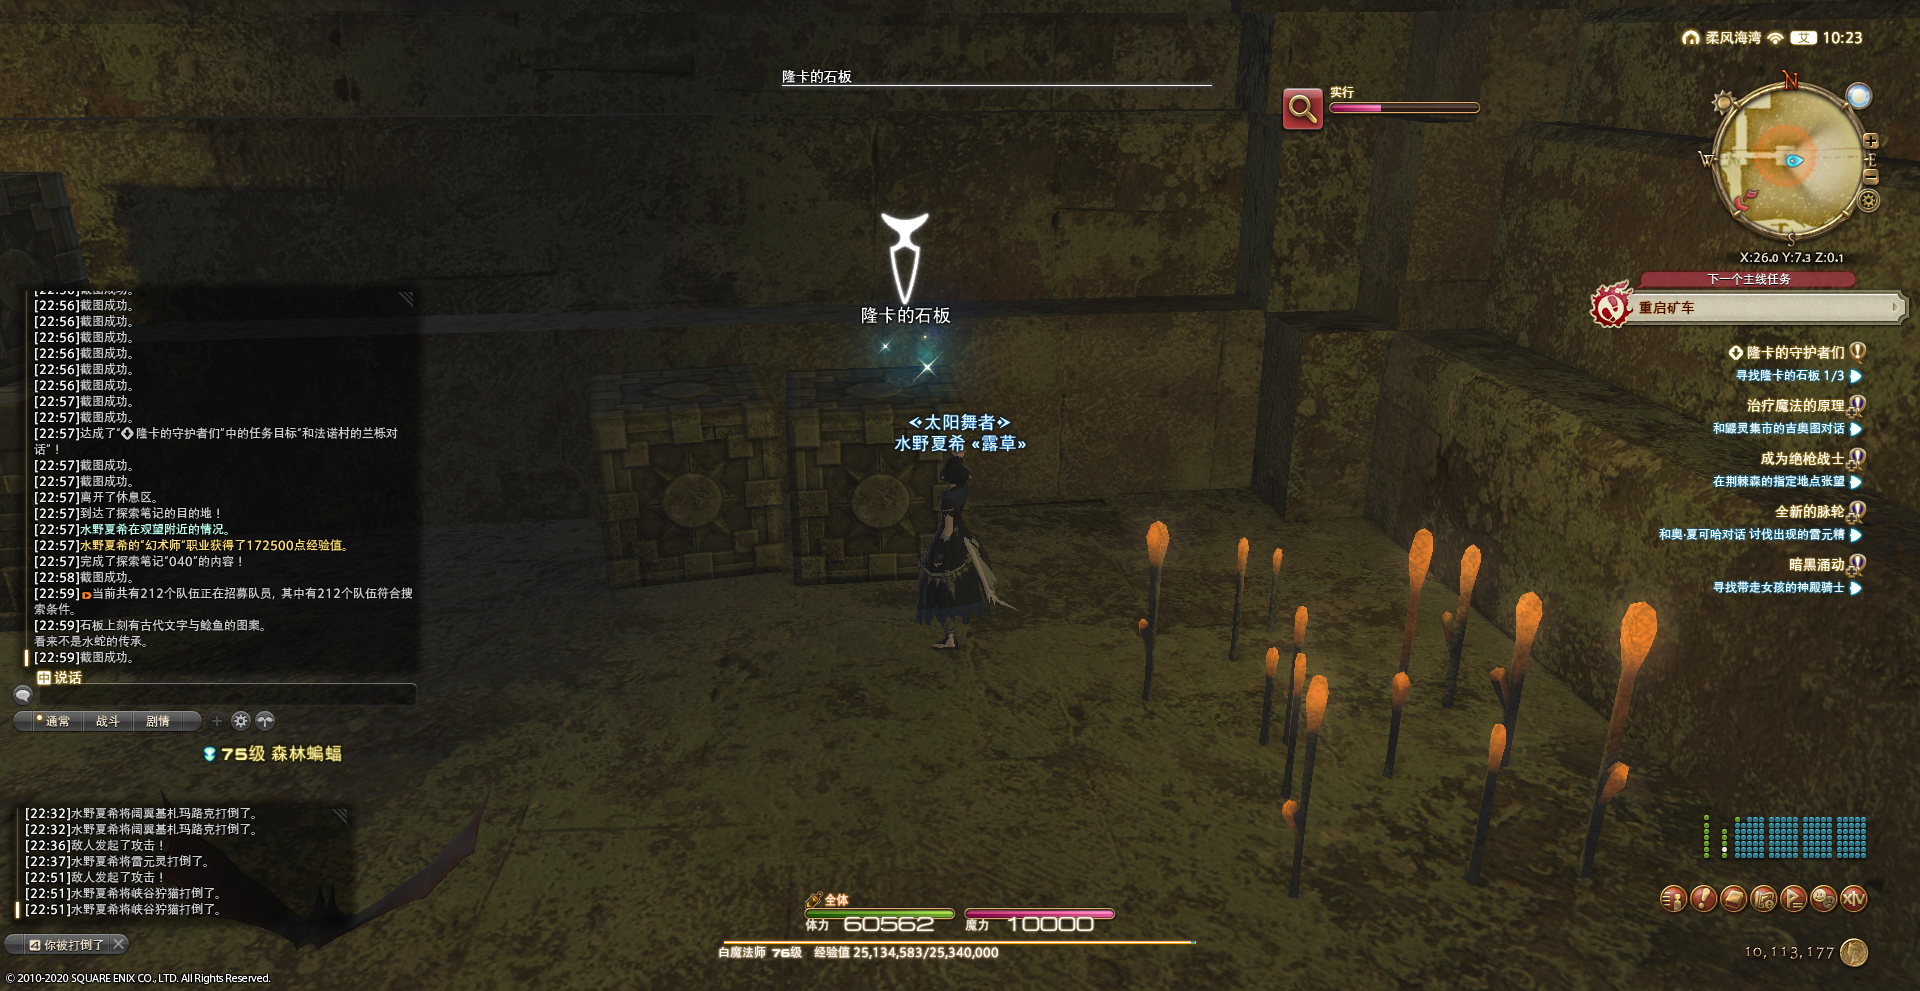 柔风海湾 艾 10:23
隆卡的石板
实行
N
W
E
S
X:26.0 Y:7.3 Z:0.1
下一个主线任务
重启矿车
隆卡的守护者们
寻找隆卡的石板 1/3
治疗魔法的原理
和鼹灵集市的吉奥图对话
成为绝枪战士
在荆棘森的指定地点张望
全新的脉轮
和奥·夏可哈对话 讨伐出现的雷元精
暗黑涌动
寻找带走女孩的神殿骑士
隆卡的石板
<太阳舞者>
水野夏希 «露草»
[22:56]截图成功。
[22:56]截图成功。
[22:56]截图成功。
[22:56]截图成功。
[22:56]截图成功。
[22:56]截图成功。
[22:56]截图成功。
[22:57]截图成功。
[22:57]截图成功。
[22:57]达成了“隆卡的守护者们”中的任务目标“和法诺村的兰栎对
话”！
[22:57]截图成功。
[22:57]截图成功。
[22:57]离开了休息区。
[22:57]到达了探索笔记的目的地！
[22:57]水野夏希在观望附近的情况。
[22:57]水野夏希的“幻术师”职业获得了172500点经验值。
[22:57]完成了探索笔记“040”的内容！
[22:58]截图成功。
[22:59]当前共有212个队伍正在招募队员，其中有212个队伍符合搜
索条件。
[22:59]石板上刻有古代文字与鲶鱼的图案。
看来不是水蛇的传承。
[22:59]截图成功。
说话
通常 战斗 剧情
75级 森林蝙蝠
[22:32]水野夏希将阔翼基札玛路克打倒了。
[22:32]水野夏希将阔翼基札玛路克打倒了。
[22:36]敌人发起了攻击！
[22:37]水野夏希将雷元灵打倒了。
[22:51]敌人发起了攻击！
[22:51]水野夏希将峡谷狞猫打倒了。
[22:51]水野夏希将峡谷狞猫打倒了。
4 你被打倒了
全体
体力 60562 魔力 10000
白魔法师 76级 经验值 25,134,583/25,340,000
XIV
10,113,177
© 2010-2020 SQUARE ENIX CO., LTD. All Rights Reserved.